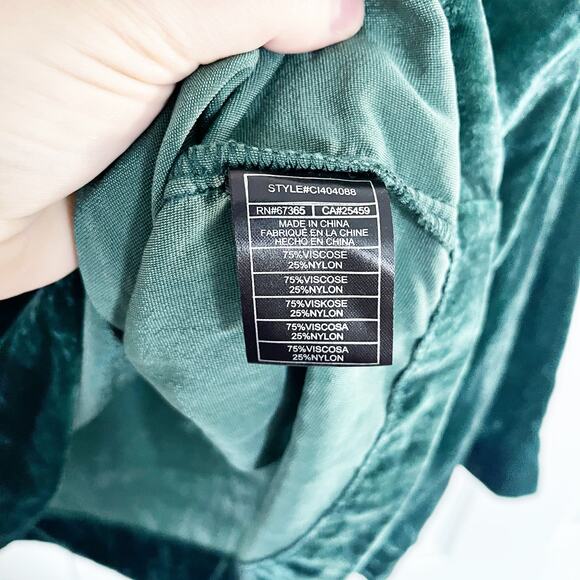 STYLE#CI404088
RN#67365 CA#25459
MADE IN CHINA
FABRIQUÉ EN LA CHINE
HECHO EN CHINA
75%VISCOSE
25%NYLON
75%VISCOSE
25%NYLON
75%VISKOSE
25%NYLON
75%VISCOSA
25%NYLON
75%VISCOSA
25%NYLON